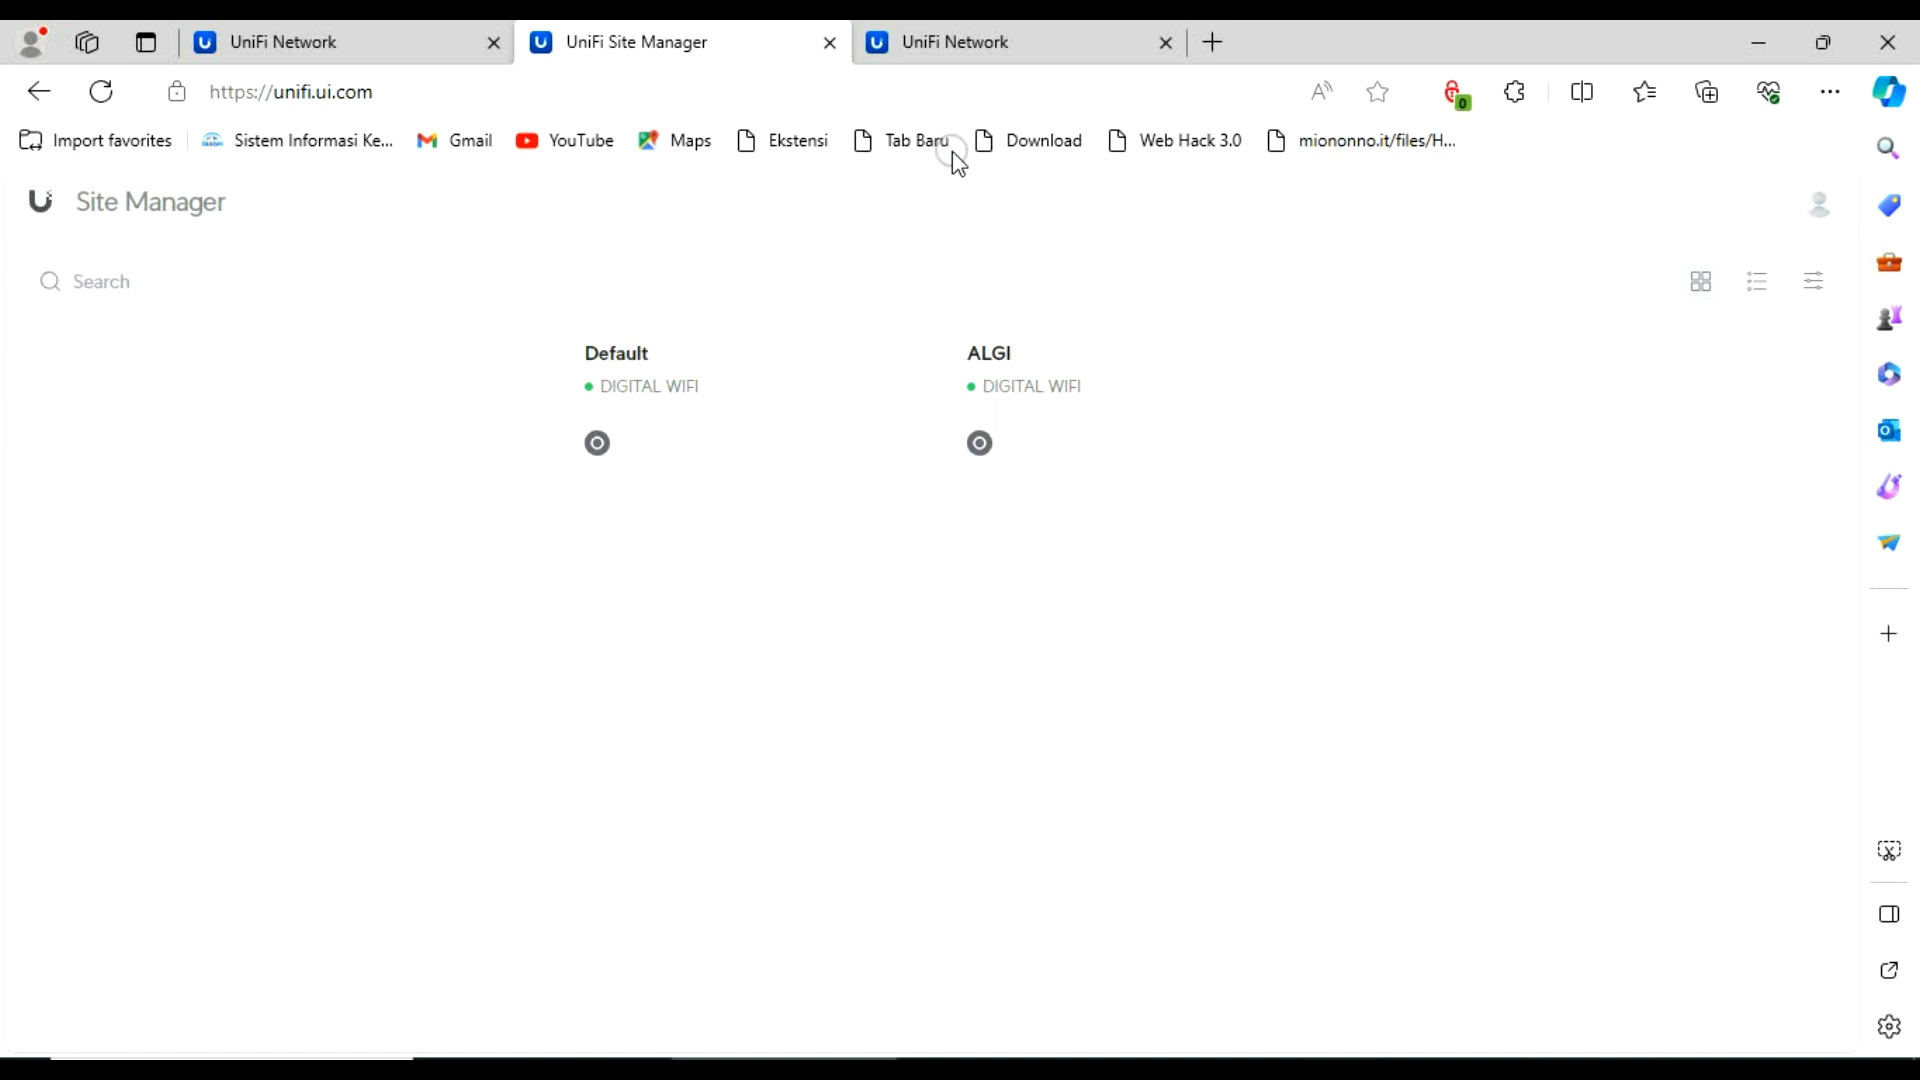 UniFi Network
UniFi Site Manager
UniFi Network
https://unifi.ui.com
0
Import favorites
Sistem Informasi Ke...
Gmail
YouTube
Maps
Ekstensi
Tab Baru
Download
Web Hack 3.0
miononno.it/files/H...
Site Manager
Search
Default
ALGI
DIGITAL WIFI
DIGITAL WIFI